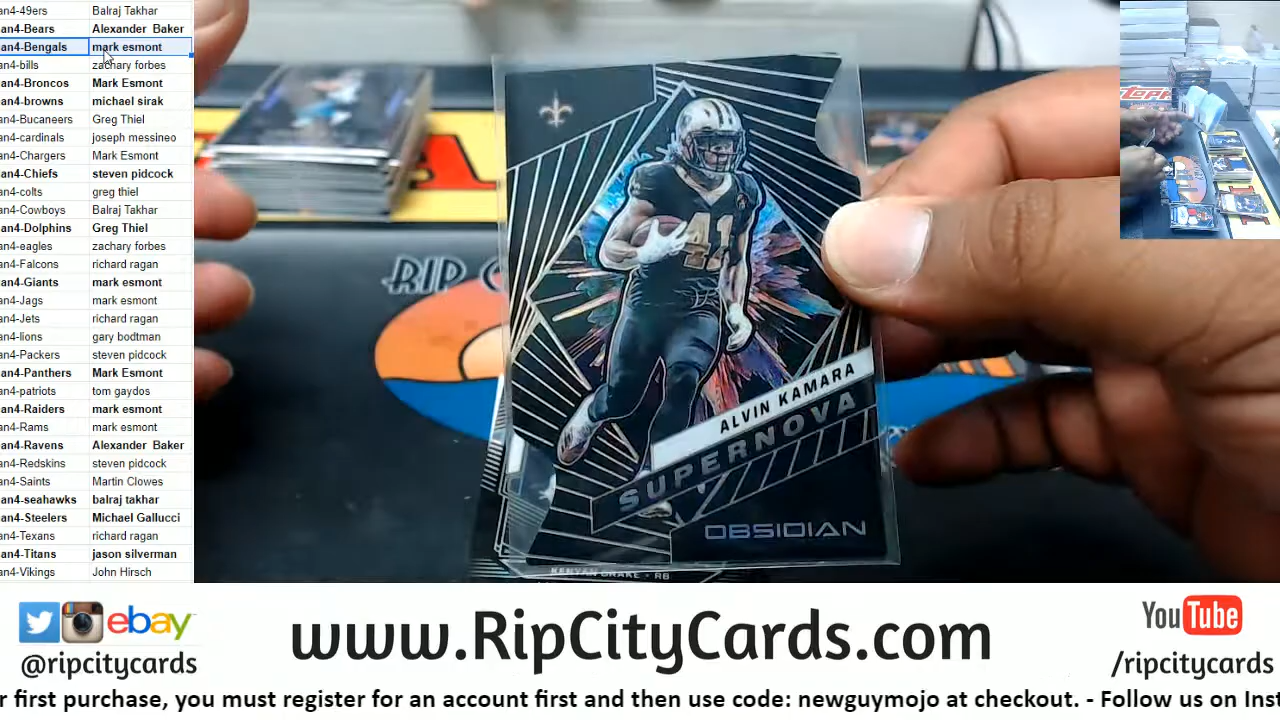 an4-49ers Balraj Takhar
an4-Bears Alexander Baker
an4-Bengals mark esmont
an4-bills zachary forbes
an4-Broncos Mark Esmont
an4-browns michael sirak
an4-Bucaneers Greg Thiel
an4-cardinals joseph messineo
an4-Chargers Mark Esmont
an4-Chiefs steven pidcock
an4-colts greg thiel
an4-Cowboys Balraj Takhar
an4-Dolphins Greg Thiel
an4-eagles zachary forbes
an4-Falcons richard ragan
an4-Giants mark esmont
an4-Jags mark esmont
an4-Jets richard ragan
an4-lions gary bodtman
an4-Packers steven pidcock
an4-Panthers Mark Esmont
an4-patriots tom gaydos
an4-Raiders mark esmont
an4-Rams mark esmont
an4-Ravens Alexander Baker
an4-Redskins steven pidcock
an4-Saints Martin Clowes
an4-seahawks balraj takhar
an4-Steelers Michael Gallucci
an4-Texans richard ragan
an4-Titans jason silverman
an4-Vikings John Hirsch
RIP C
41
ALVIN KAMARA
SUPERNOVA
OBSIDIAN
KENYAN DRAKE • RB
ebay
@ripcitycards
www.RipCityCards.com
YouTube
/ripcitycards
r first purchase, you must register for an account first and then use code: newguymojo at checkout. - Follow us on Inst